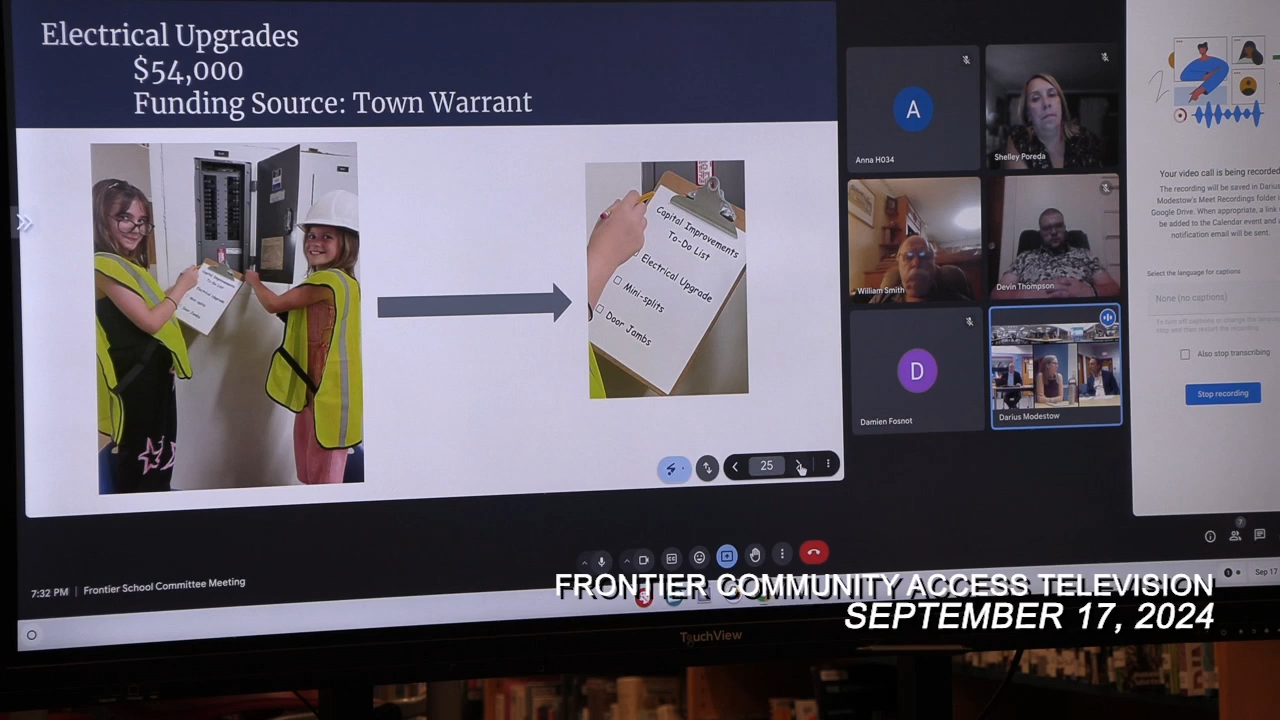 Electrical Upgrades
$54,000
Funding Source: Town Warrant
Capital Improvements
To-Do List
Electrical Upgrade
Mini-splits
Door Jambs
25
A
Anna H034
Shelley Poreda
William Smith
Devin Thompson
D
Damien Fosnot
Darius Modestow
Your video call is being recorded
The recording will be saved in Darius
Modestow's Meet Recordings folder
Google Drive. When appropriate, a link
be added to the Calendar event and
notification email will be sent.
Select the language for captions
None (no captions)
Also stop transcribing
Stop recording
7
7:32 PM | Frontier School Committee Meeting
Sep 17
FRONTIER COMMUNITY ACCESS TELEVISION
SEPTEMBER 17, 2024
TouchView